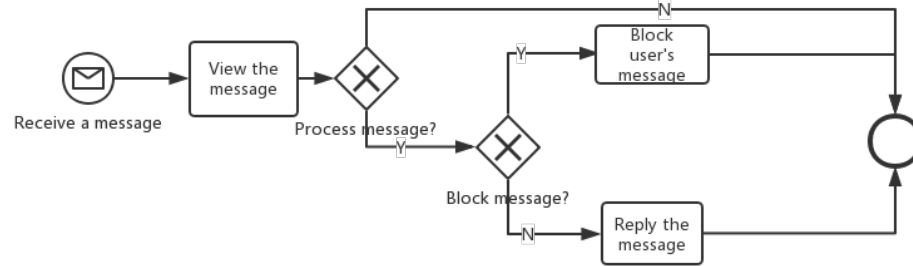 N
Block
user's
message
Y
View the
message
Receive a message
Process message?
Y
Block message?
N
Reply the
message